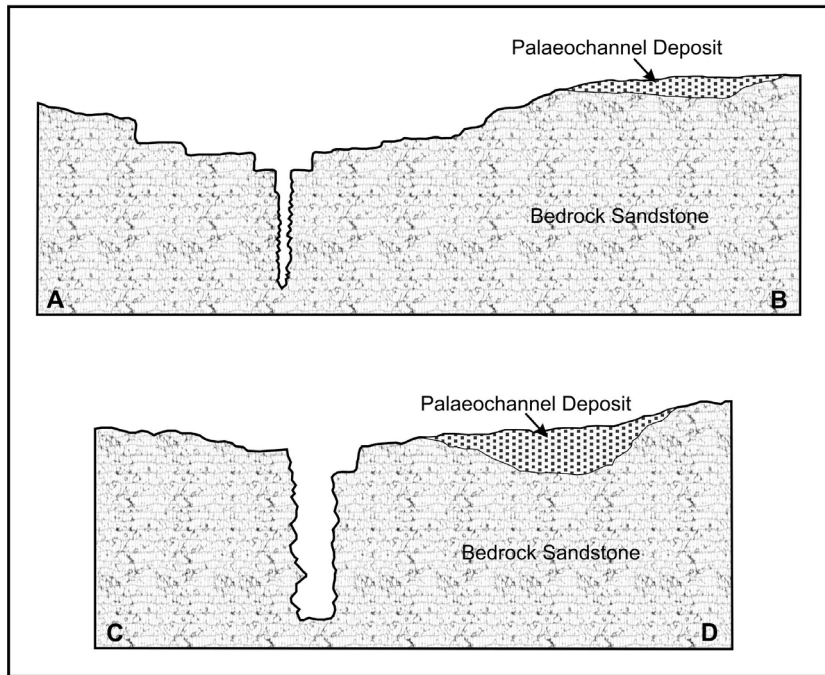 Palaeochannel Deposit
Bedrock Sandstone
A
B
Palaeochannel Deposit
Bedrock Sandstone
C
D